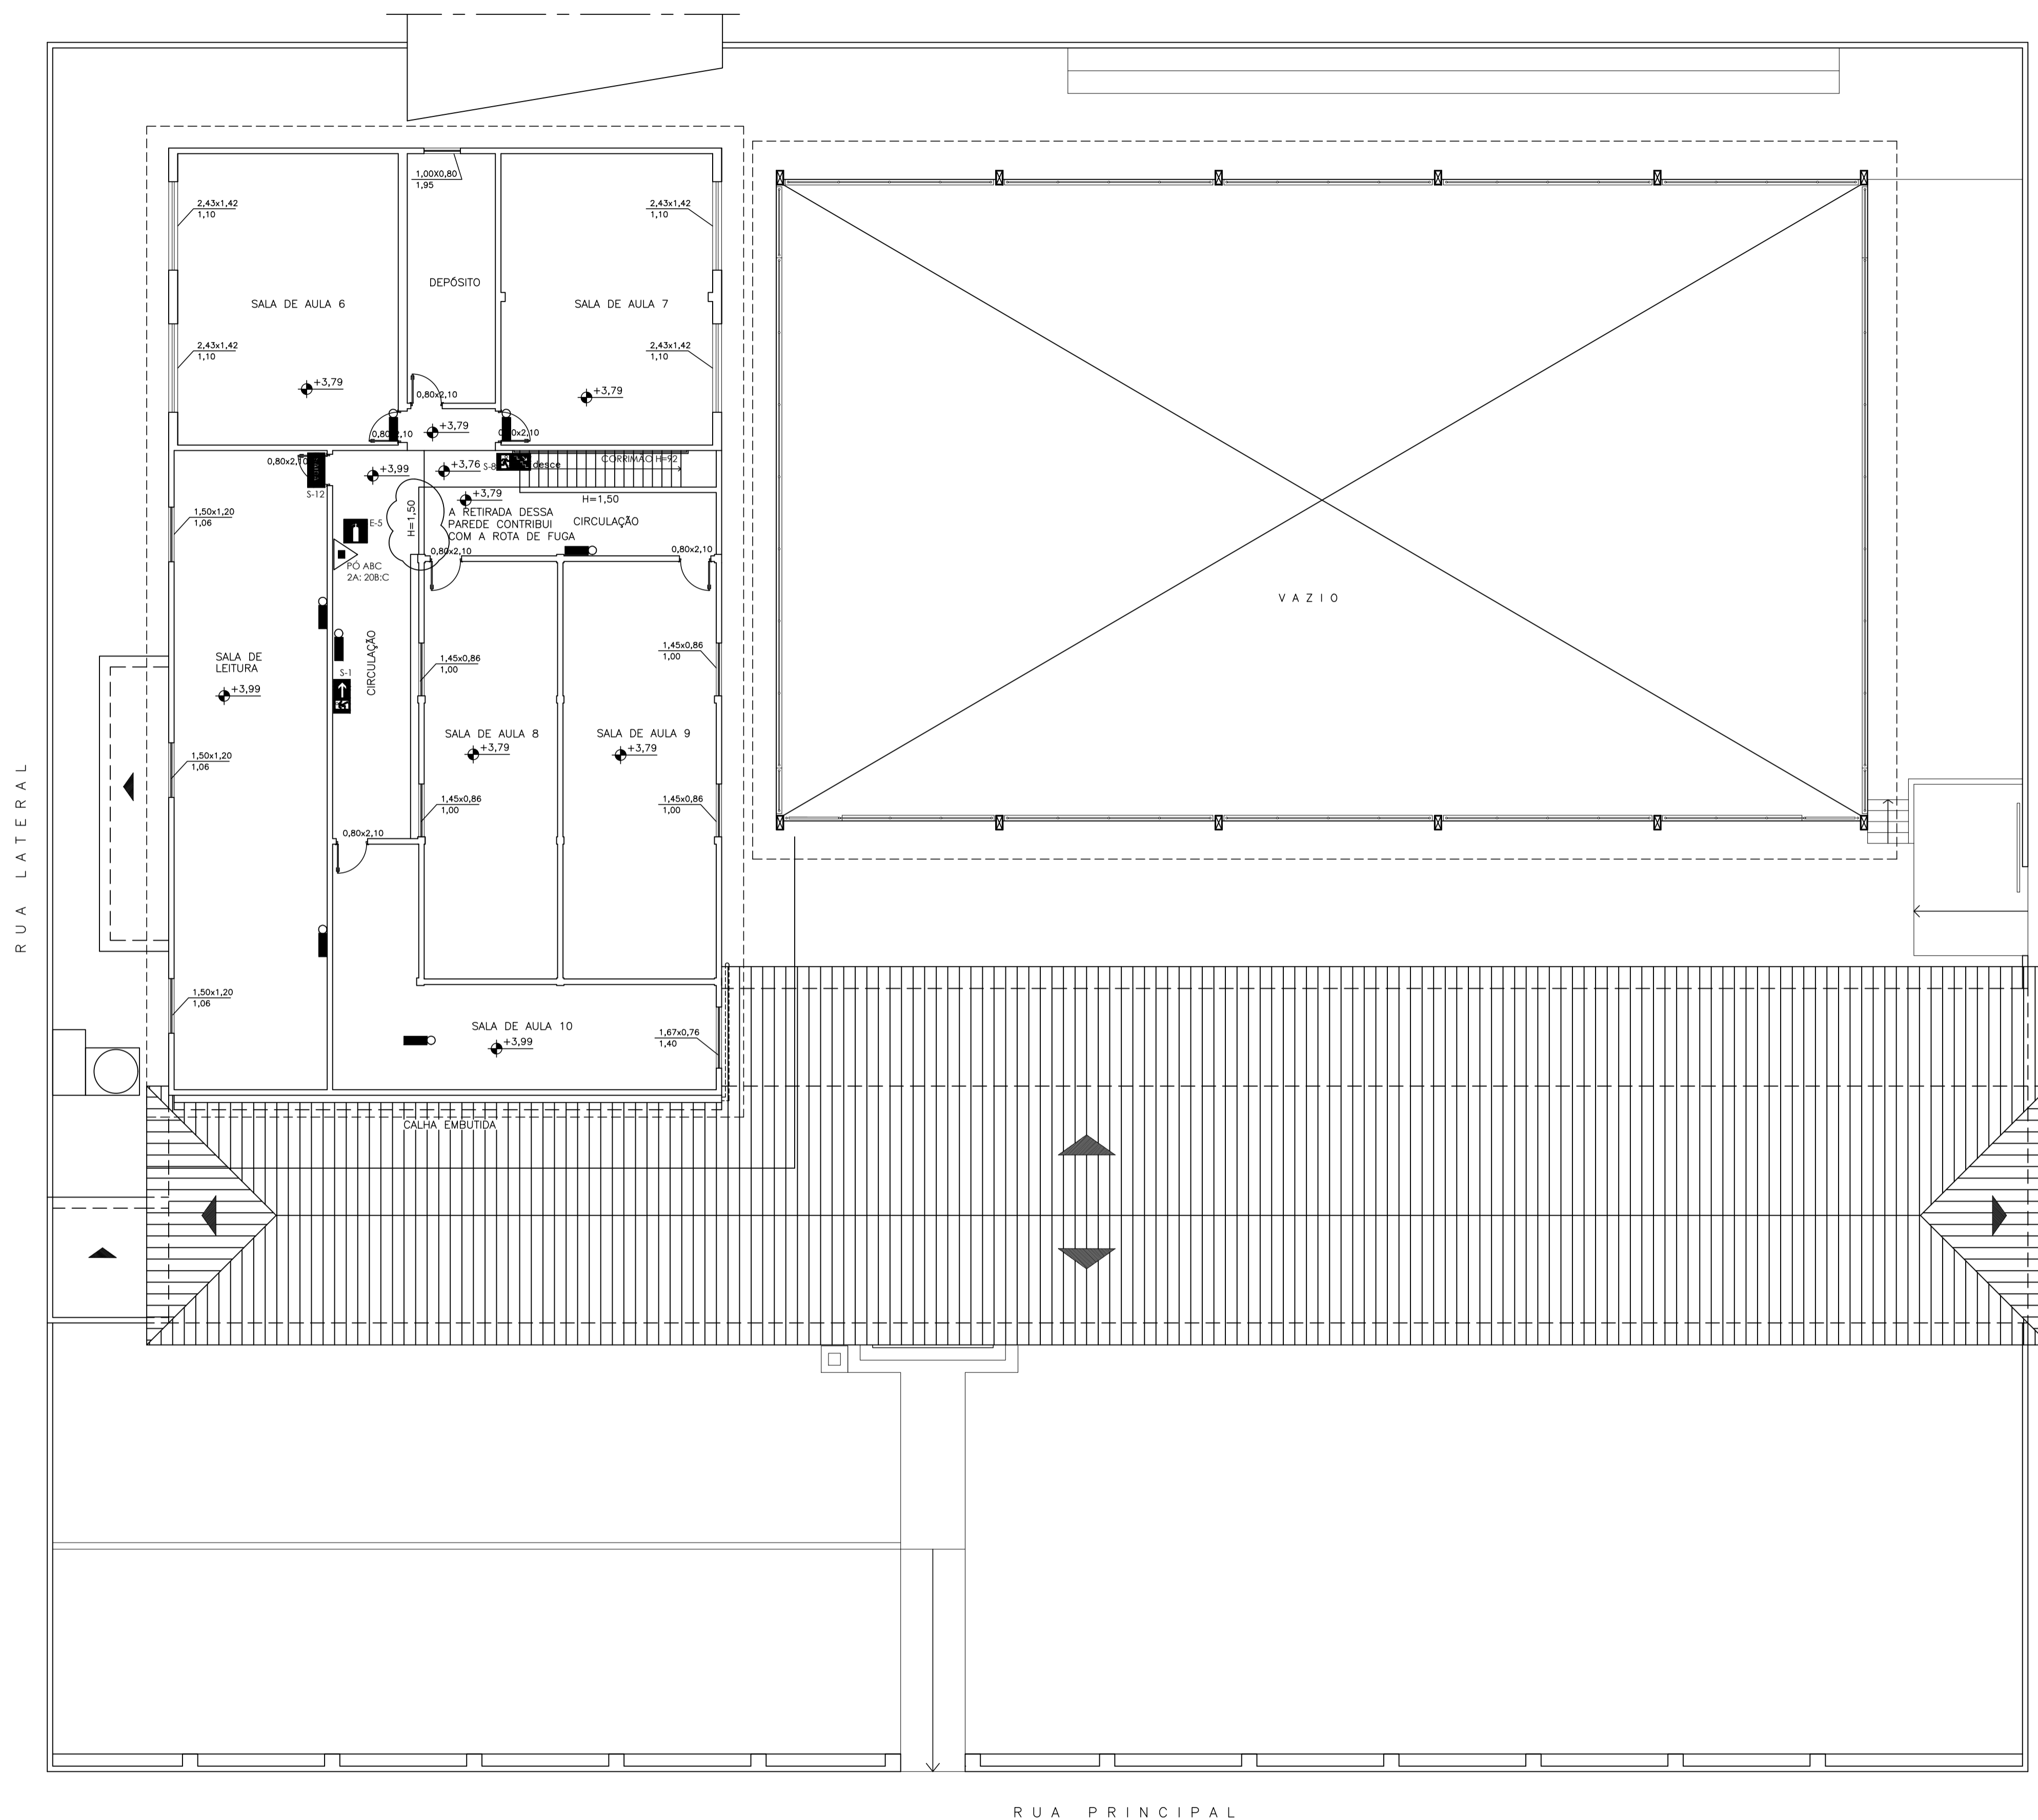 1,00X0,80
1,95
2,43x1,42
1,10
2,43x1,42
1,10
DEPÓSITO
SALA DE AULA 6
SALA DE AULA 7
2,43x1,42
1,10
2,43x1,42
1,10
+3,79
+3,79
0,80x2,10
+3,79
0,80x2,10
0,80x2,10
0,80x2,10
S-12
+3,99
+3,76
S-8
desce
CORRIMÃO H=92
+3,79
H=1,50
H=1,50
A RETIRADA DESSA
PAREDE CONTRIBUI
COM A ROTA DE FUGA
CIRCULAÇÃO
1,50x1,20
1,06
E-5
PÓ ABC
2A: 20B:C
0,80x2,10
0,80x2,10
V A Z I O
SALA DE
LEITURA
+3,99
CIRCULAÇÃO
S-1
1,45x0,86
1,00
1,45x0,86
1,00
SALA DE AULA 8
+3,79
SALA DE AULA 9
+3,79
1,50x1,20
1,06
1,45x0,86
1,00
1,45x0,86
1,00
0,80x2,10
RUA LATERAL
1,50x1,20
1,06
SALA DE AULA 10
+3,99
1,67x0,76
1,40
CALHA EMBUTIDA
RUA PRINCIPAL